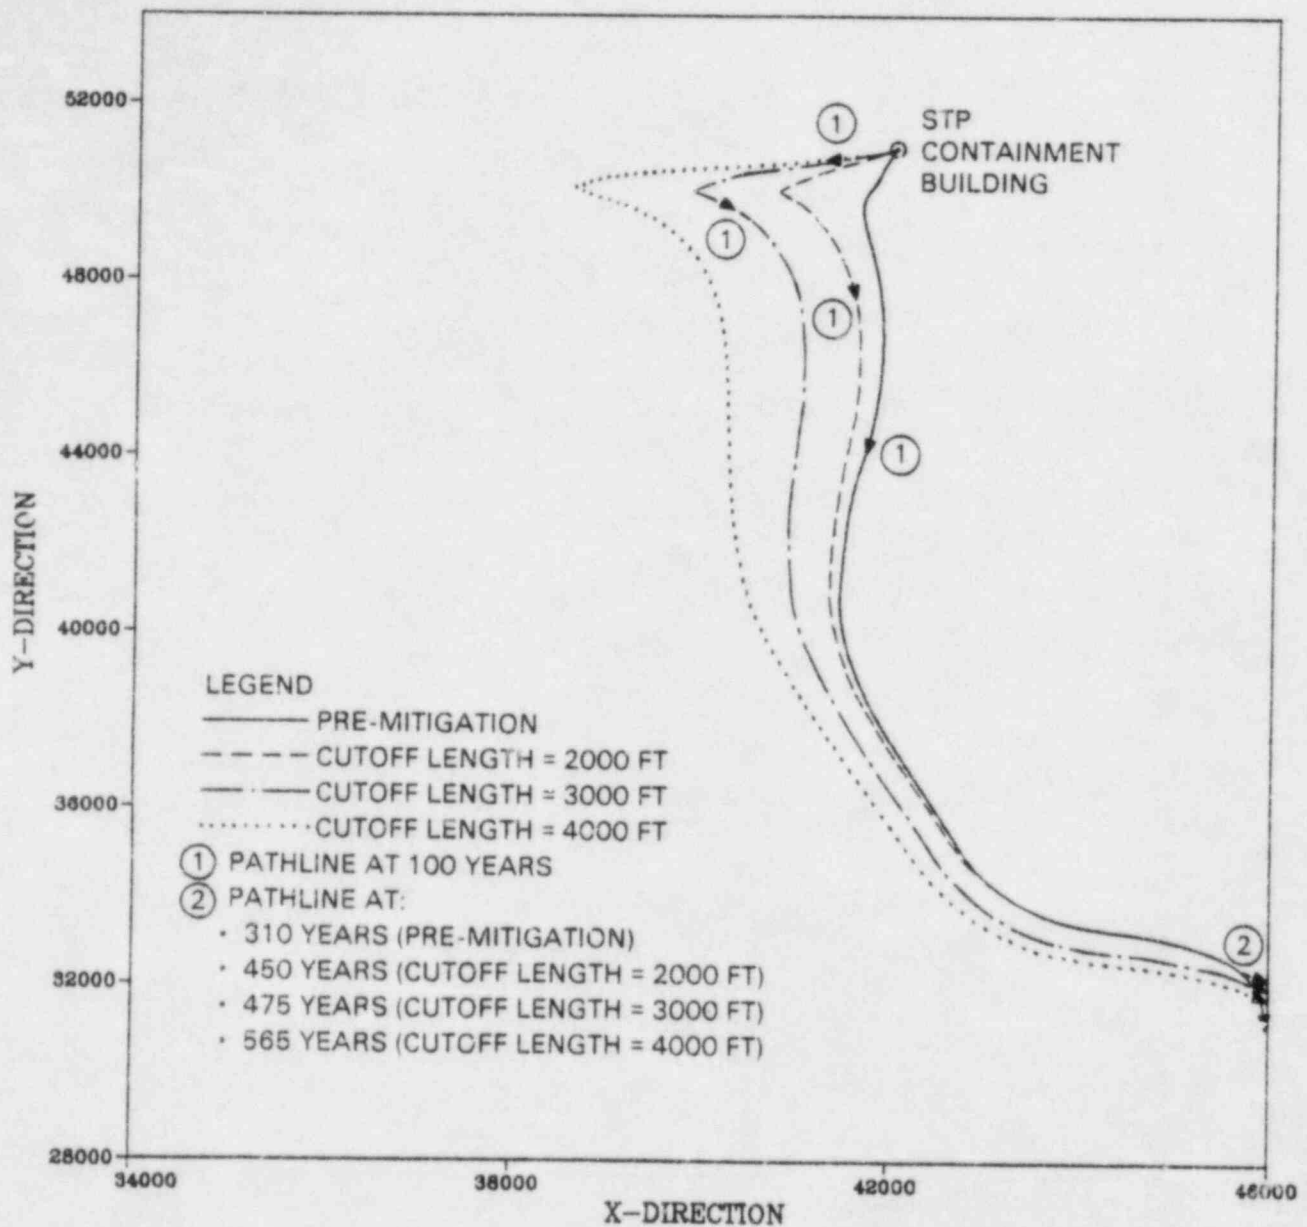 52000
48000
44000
40000
36000
32000
28000
Y-DIRECTION
1
STP
CONTAINMENT
BUILDING
1
1
1
LEGEND
PRE-MITIGATION
CUTOFF LENGTH = 2000 FT
CUTOFF LENGTH = 3000 FT
CUTOFF LENGTH = 4000 FT
1 PATHLINE AT 100 YEARS
2 PATHLINE AT:
· 310 YEARS (PRE-MITIGATION)
· 450 YEARS (CUTOFF LENGTH = 2000 FT)
· 475 YEARS (CUTOFF LENGTH = 3000 FT)
· 565 YEARS (CUTOFF LENGTH = 4000 FT)
2
34000
38000
42000
46000
X-DIRECTION